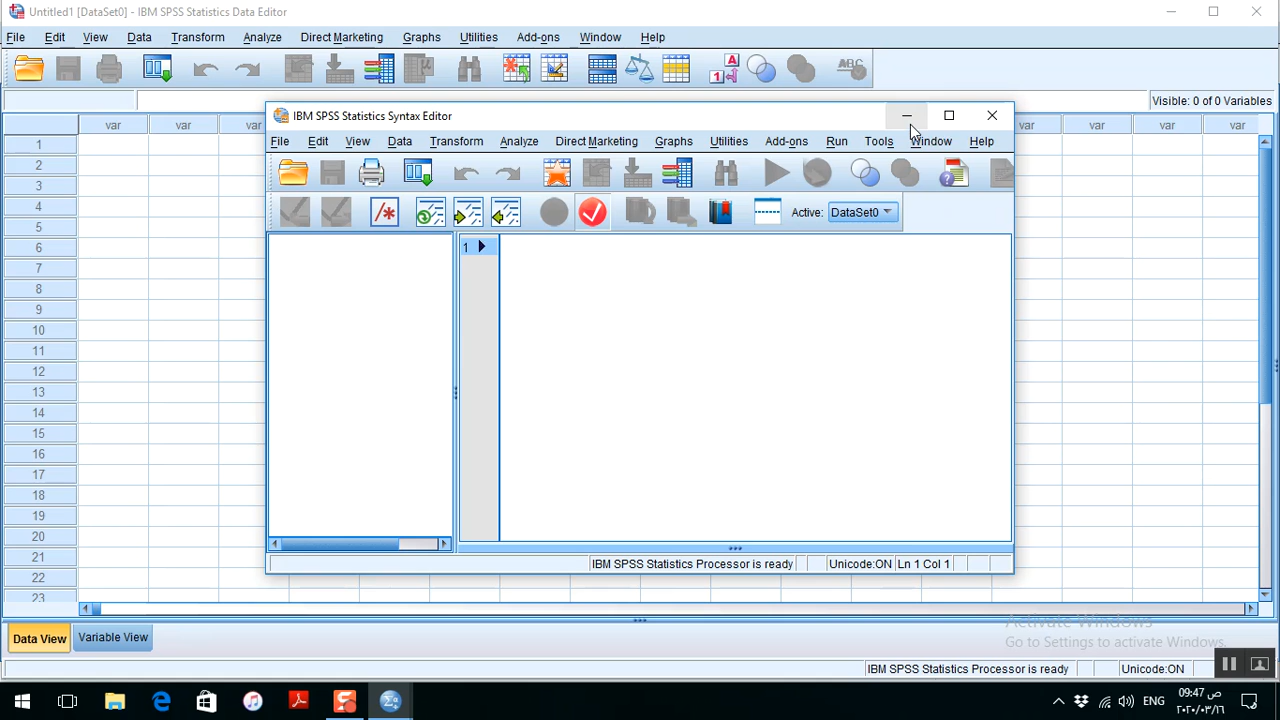 Untitled1 [DataSet0] - IBM SPSS Statistics Data Editor
File Edit View Data Transform Analyze Direct Marketing Graphs Utilities Add-ons Window Help
Visible: 0 of 0 Variables
var var var var var var var
IBM SPSS Statistics Syntax Editor
File Edit View Data Transform Analyze Direct Marketing Graphs Utilities Add-ons Run Tools Window Help
Active: DataSet0
1
IBM SPSS Statistics Processor is ready Unicode:ON Ln 1 Col 1
1
2
3
4
5
6
7
8
9
10
11
12
13
14
15
16
17
18
19
20
21
22
23
Data View Variable View
Activate Windows
Go to Settings to activate Windows.
IBM SPSS Statistics Processor is ready Unicode:ON
ENG
09:47 ص
٢٠٢٠/٠٣/٢٦